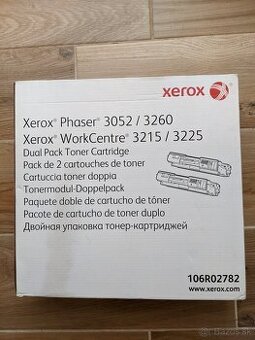 xerox
Xerox® Phaser® 3052 / 3260
Xerox® WorkCentre® 3215 / 3225
Dual Pack Toner Cartridge
Pack de 2 cartouches de toner
Cartuccia toner doppia
Tonermodul-Doppelpack
Paquete doble de cartucho de toner
Pacote de cartucho de toner duplo
Двойная упаковка тонер-картриджей
106R02782
www.xerox.com